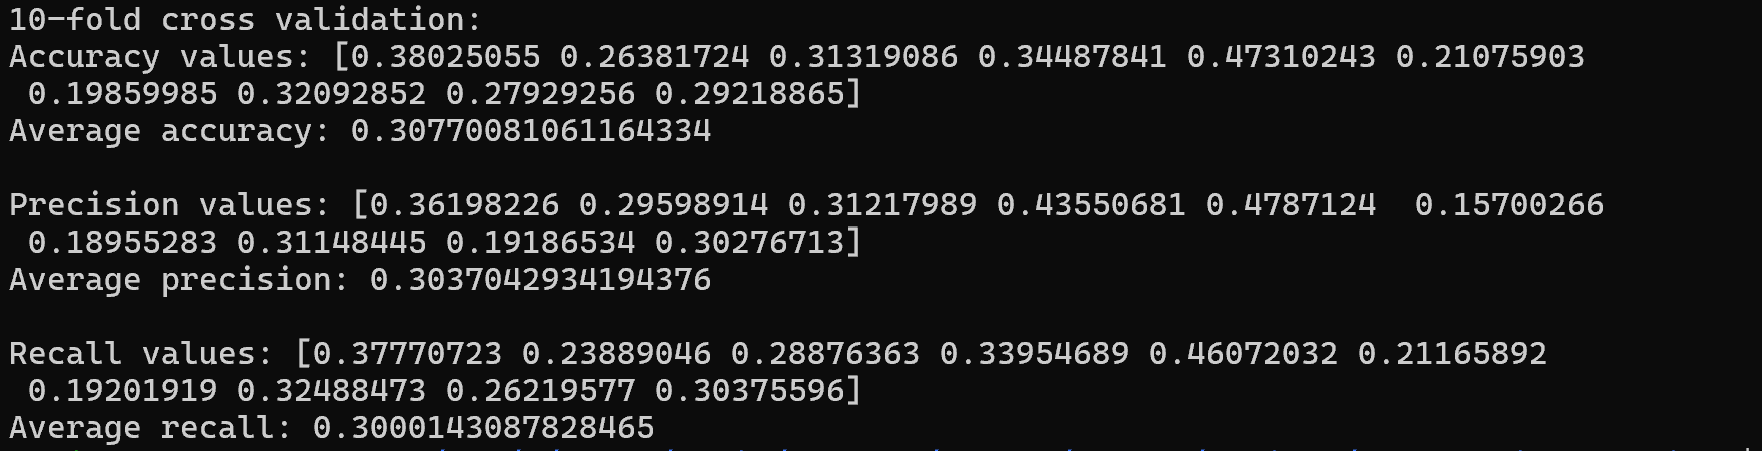 10-fold cross validation:
Accuracy values: [0.38025055 0.26381724 0.31319086 0.34487841 0.47310243 0.21075903
 0.19859985 0.32092852 0.27929256 0.29218865]
Average accuracy: 0.30770081061164334

Precision values: [0.36198226 0.29598914 0.31217989 0.43550681 0.4787124  0.15700266
 0.18955283 0.31148445 0.19186534 0.30276713]
Average precision: 0.3037042934194376

Recall values: [0.37770723 0.23889046 0.28876363 0.33954689 0.46072032 0.21165892
 0.19201919 0.32488473 0.26219577 0.30375596]
Average recall: 0.3000143087828465